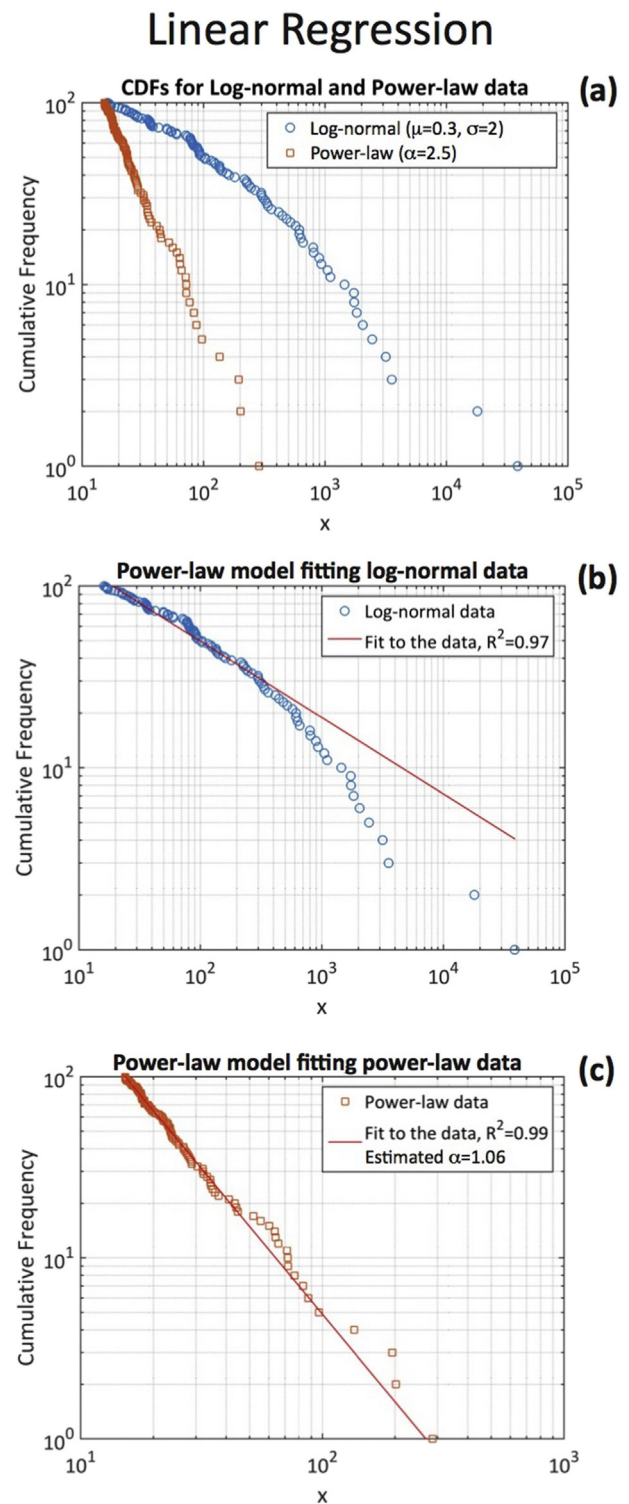 Linear Regression
CDFs for Log-normal and Power-law data
(a)
Log-normal (μ=0.3, σ=2)
Power-law (α=2.5)
Cumulative Frequency
10²
10¹
10⁰
10¹ 10² 10³ 10⁴ 10⁵
x
Power-law model fitting log-normal data
(b)
Log-normal data
Fit to the data, R²=0.97
Cumulative Frequency
10²
10¹
10⁰
10¹ 10² 10³ 10⁴ 10⁵
x
Power-law model fitting power-law data
(c)
Power-law data
Fit to the data, R²=0.99
Estimated α=1.06
Cumulative Frequency
10²
10¹
10⁰
10¹ 10² 10³
x